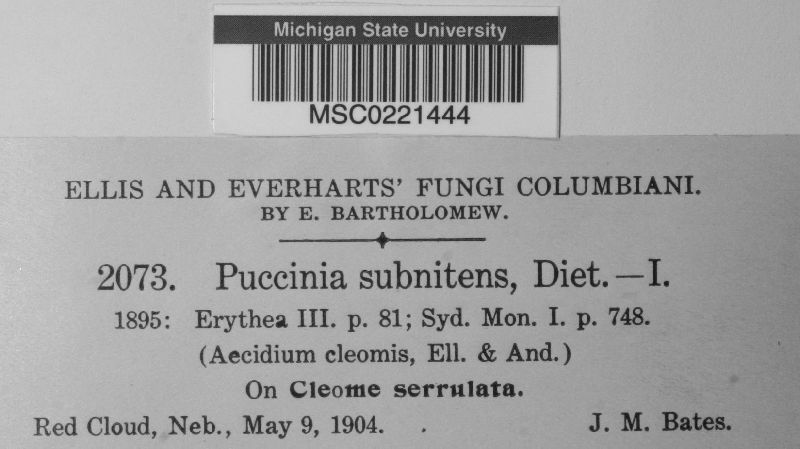 Michigan State University
MSC0221444
ELLIS AND EVERHARTS' FUNGI COLUMBIANI.
BY E. BARTHOLOMEW.
2073. Puccinia subnitens, Diet.—I.
1895: Erythea III. p. 81; Syd. Mon. I. p. 748.
(Aecidium cleomis, Ell. & And.)
On Cleome serrulata.
Red Cloud, Neb., May 9, 1904. J. M. Bates.